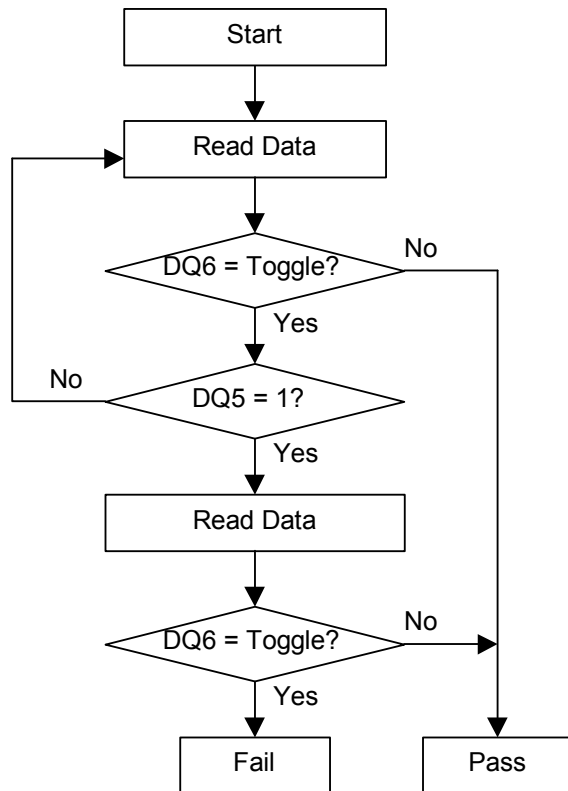 Start
Read Data
DQ6 = Toggle?
No
Yes
No
DQ5 = 1?
Yes
Read Data
DQ6 = Toggle?
No
Yes
Fail
Pass